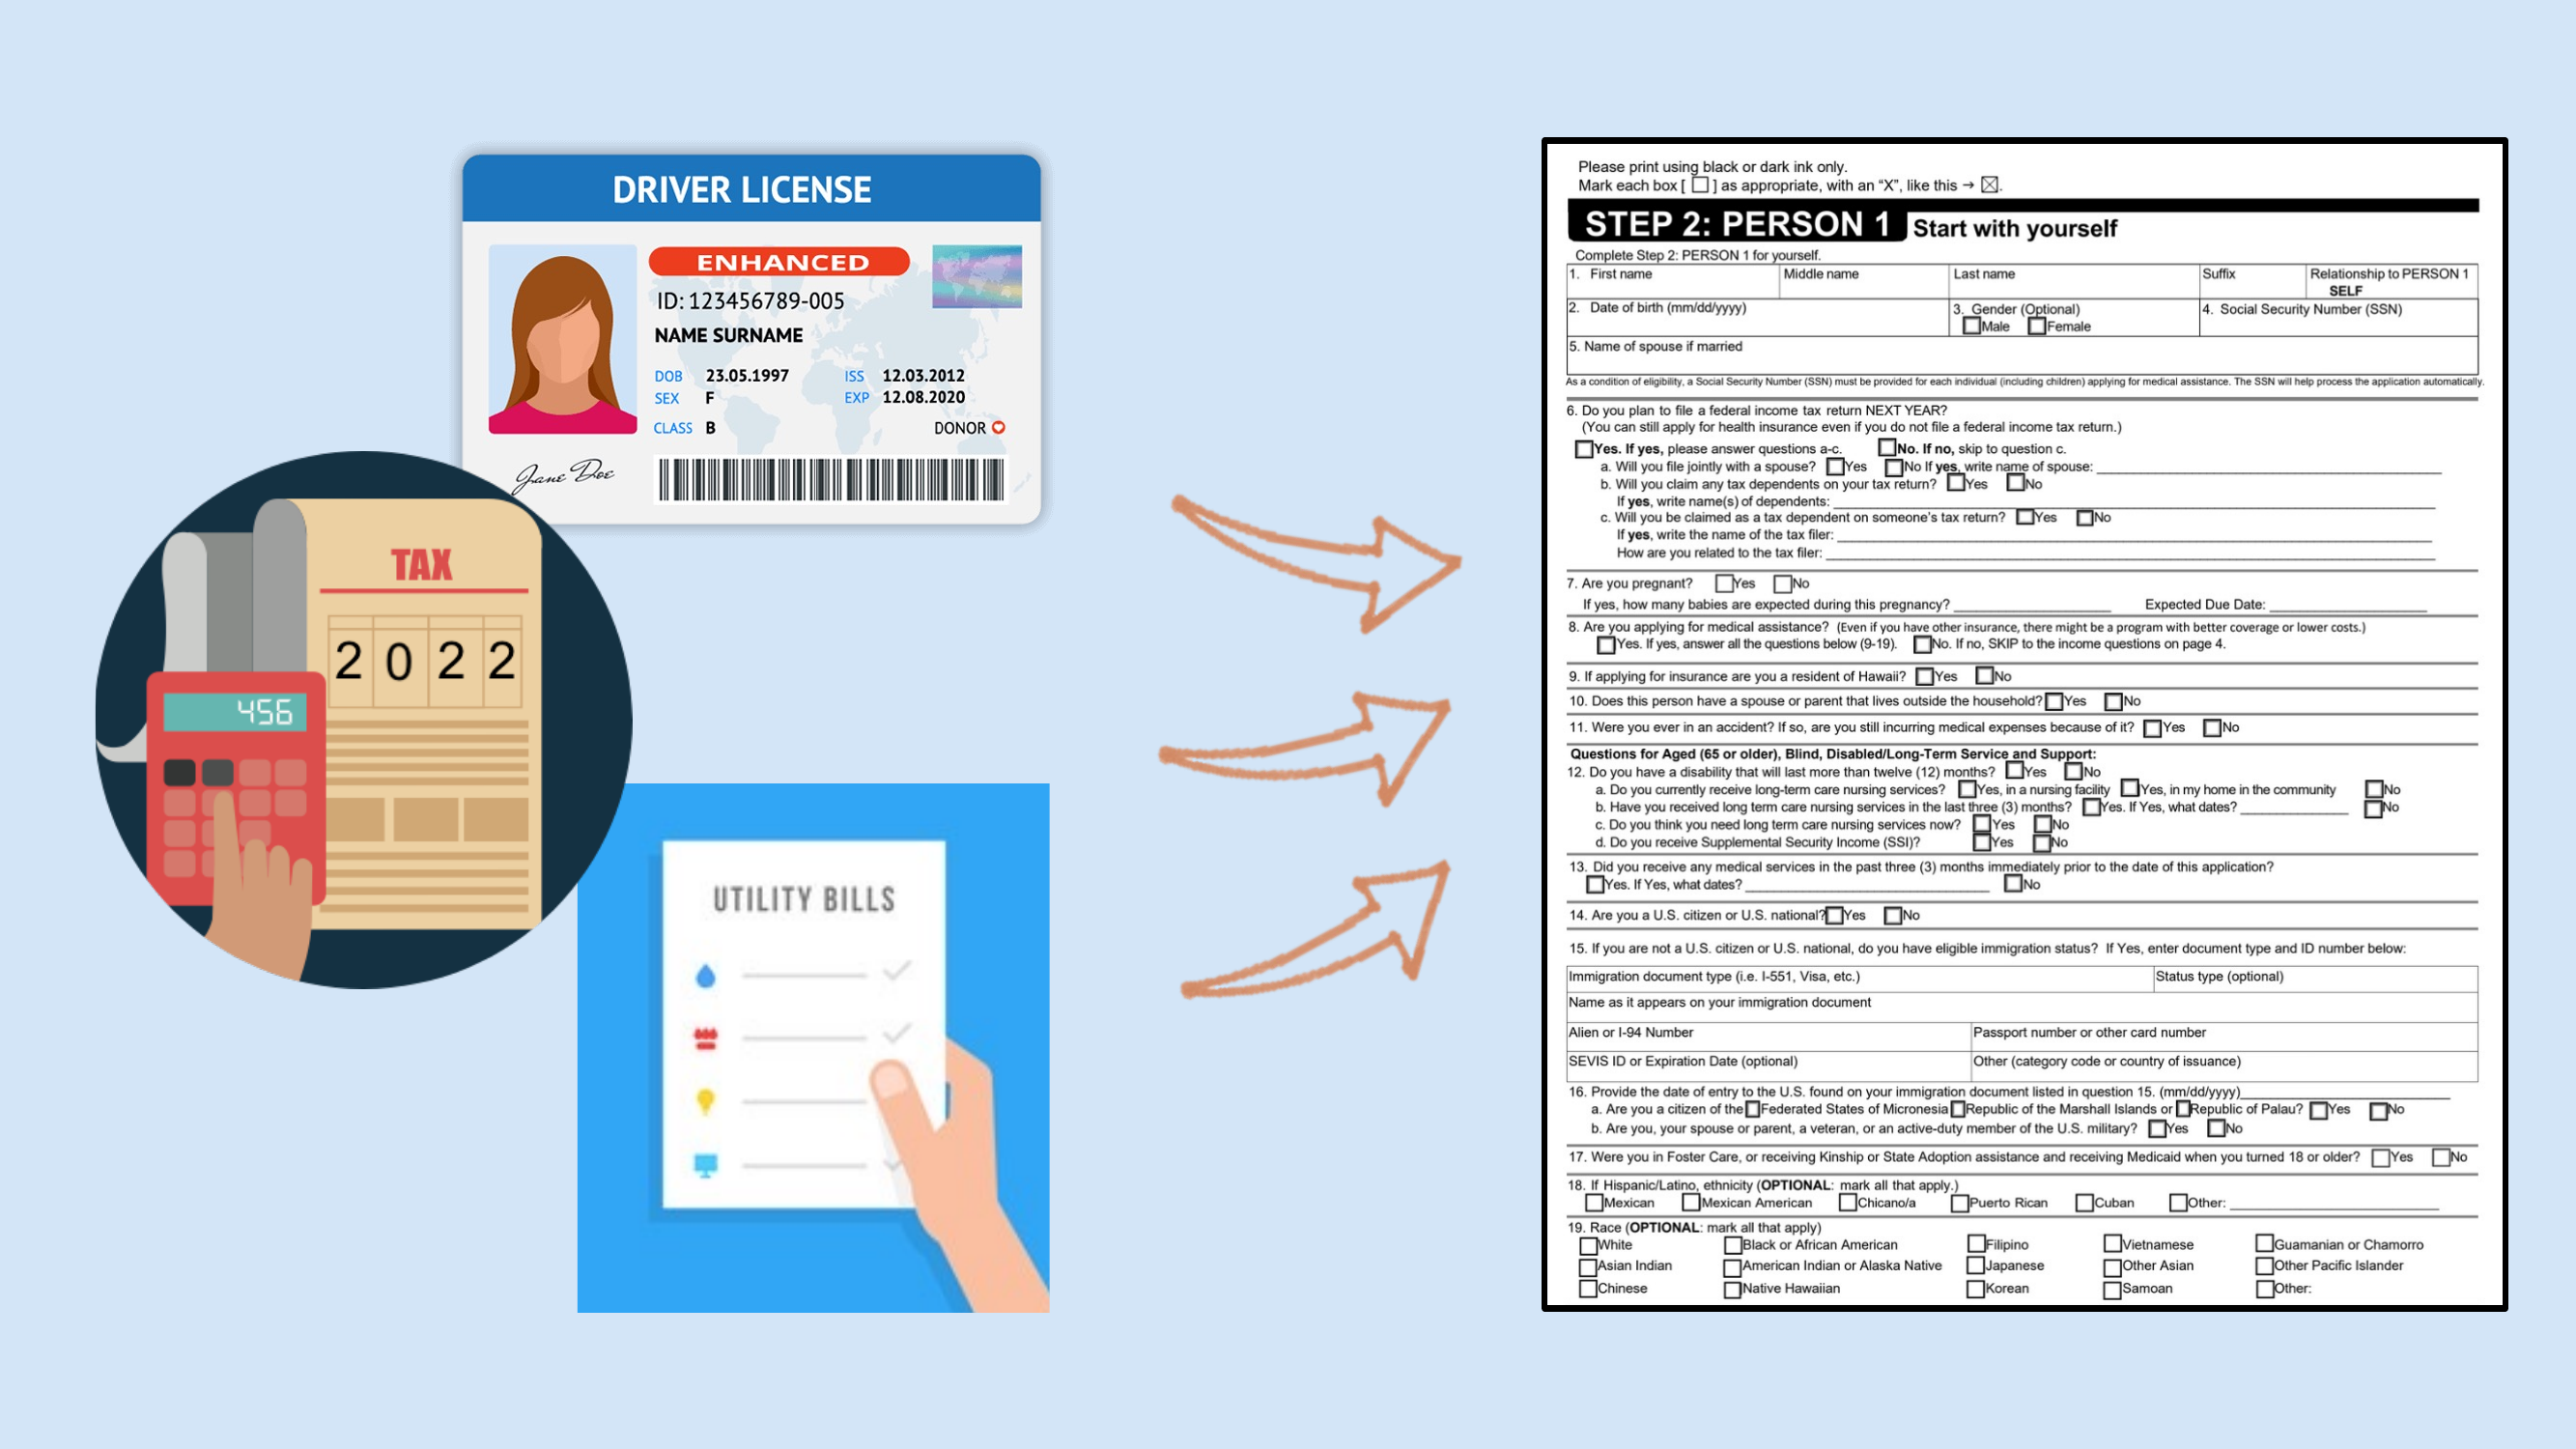 DRIVER LICENSE
ENHANCED
ID: 123456789-005
NAME SURNAME
DOB 23.05.1997 ISS 12.03.2012
SEX F EXP 12.08.2020
CLASS B DONOR
Jane Doe
TAX
2022
456
UTILITY BILLS
Please print using black or dark ink only.
Mark each box [ ☐ ] as appropriate, with an “X”, like this → ☒.
STEP 2: PERSON 1 Start with yourself
Complete Step 2: PERSON 1 for yourself.
1. First name Middle name Last name Suffix Relationship to PERSON 1
SELF
2. Date of birth (mm/dd/yyyy) 3. Gender (Optional) 4. Social Security Number (SSN)
☐Male ☐Female
5. Name of spouse if married
As a condition of eligibility, a Social Security Number (SSN) must be provided for each individual (including children) applying for medical assistance. The SSN will help process the application automatically.
6. Do you plan to file a federal income tax return NEXT YEAR?
(You can still apply for health insurance even if you do not file a federal income tax return.)
☐Yes. If yes, please answer questions a-c. ☐No. If no, skip to question c.
a. Will you file jointly with a spouse? ☐Yes ☐No If yes, write name of spouse:
b. Will you claim any tax dependents on your tax return? ☐Yes ☐No
If yes, write name(s) of dependents:
c. Will you be claimed as a tax dependent on someone's tax return? ☐Yes ☐No
If yes, write the name of the tax filer:
How are you related to the tax filer:
7. Are you pregnant? ☐Yes ☐No
If yes, how many babies are expected during this pregnancy? Expected Due Date:
8. Are you applying for medical assistance? (Even if you have other insurance, there might be a program with better coverage or lower costs.)
☐Yes. If yes, answer all the questions below (9-19). ☐No. If no, SKIP to the income questions on page 4.
9. If applying for insurance are you a resident of Hawaii? ☐Yes ☐No
10. Does this person have a spouse or parent that lives outside the household? ☐Yes ☐No
11. Were you ever in an accident? If so, are you still incurring medical expenses because of it? ☐Yes ☐No
Questions for Aged (65 or older), Blind, Disabled/Long-Term Service and Support:
12. Do you have a disability that will last more than twelve (12) months? ☐Yes ☐No
a. Do you currently receive long-term care nursing services? ☐Yes, in a nursing facility ☐Yes, in my home in the community ☐No
b. Have you received long term care nursing services in the last three (3) months? ☐Yes. If Yes, what dates? ☐No
c. Do you think you need long term care nursing services now? ☐Yes ☐No
d. Do you receive Supplemental Security Income (SSI)? ☐Yes ☐No
13. Did you receive any medical services in the past three (3) months immediately prior to the date of this application?
☐Yes. If Yes, what dates? ☐No
14. Are you a U.S. citizen or U.S. national? ☐Yes ☐No
15. If you are not a U.S. citizen or U.S. national, do you have eligible immigration status? If Yes, enter document type and ID number below:
Immigration document type (i.e. I-551, Visa, etc.) Status type (optional)
Name as it appears on your immigration document
Alien or I-94 Number Passport number or other card number
SEVIS ID or Expiration Date (optional) Other (category code or country of issuance)
16. Provide the date of entry to the U.S. found on your immigration document listed in question 15. (mm/dd/yyyy)
a. Are you a citizen of the ☐Federated States of Micronesia ☐Republic of the Marshall Islands or ☐Republic of Palau? ☐Yes ☐No
b. Are you, your spouse or parent, a veteran, or an active-duty member of the U.S. military? ☐Yes ☐No
17. Were you in Foster Care, or receiving Kinship or State Adoption assistance and receiving Medicaid when you turned 18 or older? ☐Yes ☐No
18. If Hispanic/Latino, ethnicity (OPTIONAL: mark all that apply.)
☐Mexican ☐Mexican American ☐Chicano/a ☐Puerto Rican ☐Cuban ☐Other:
19. Race (OPTIONAL: mark all that apply)
☐White ☐Black or African American ☐Filipino ☐Vietnamese ☐Guamanian or Chamorro
☐Asian Indian ☐American Indian or Alaska Native ☐Japanese ☐Other Asian ☐Other Pacific Islander
☐Chinese ☐Native Hawaiian ☐Korean ☐Samoan ☐Other: